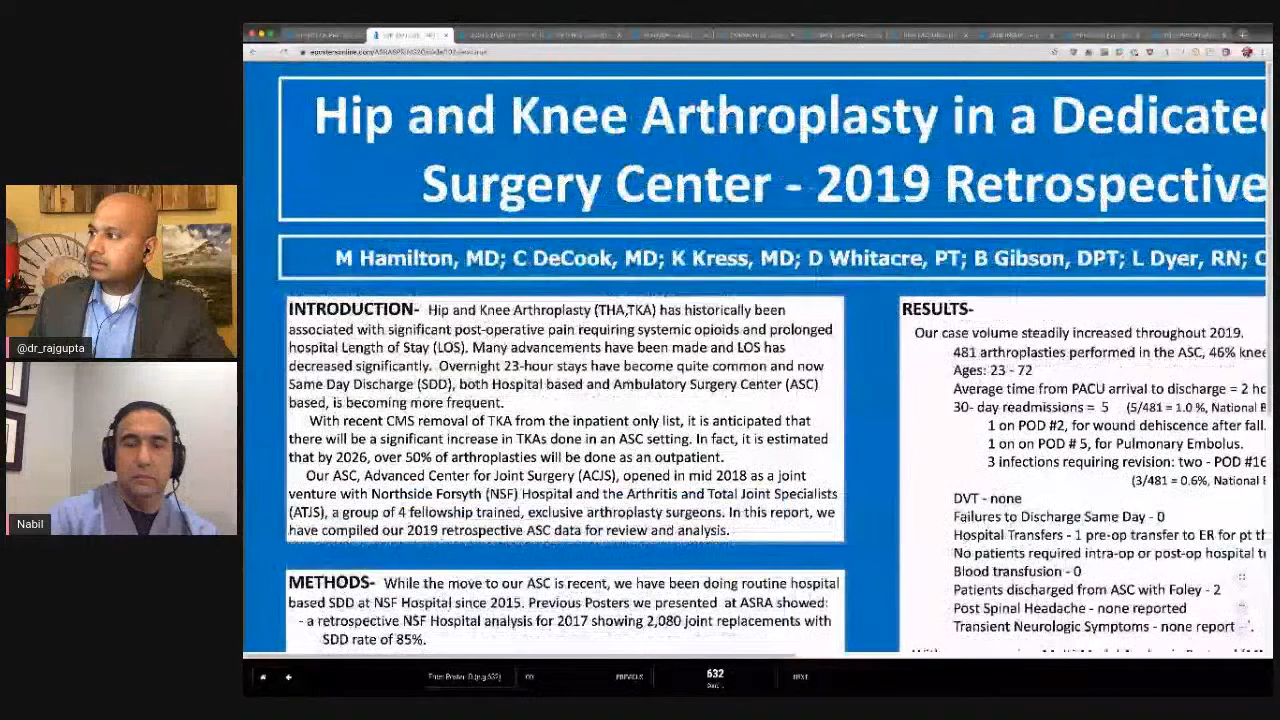 Hip and Knee Arthroplasty in a Dedicate
Surgery Center - 2019 Retrospective
M Hamilton, MD; C DeCook, MD; K Kress, MD; D Whitacre, PT; B Gibson, DPT; L Dyer, RN;
INTRODUCTION- Hip and Knee Arthroplasty (THA,TKA) has historically been
associated with significant post-operative pain requiring systemic opioids and prolonged
hospital Length of Stay (LOS). Many advancements have been made and LOS has
decreased significantly. Overnight 23-hour stays have become quite common and now
Same Day Discharge (SDD), both Hospital based and Ambulatory Surgery Center (ASC)
based, is becoming more frequent.
With recent CMS removal of TKA from the inpatient only list, it is anticipated that
there will be a significant increase in TKAs done in an ASC setting. In fact, it is estimated
that by 2026, over 50% of arthroplasties will be done as an outpatient.
Our ASC, Advanced Center for Joint Surgery (ACJS), opened in mid 2018 as a joint
venture with Northside Forsyth (NSF) Hospital and the Arthritis and Total Joint Specialists
(ATJS), a group of 4 fellowship trained, exclusive arthroplasty surgeons. In this report, we
have compiled our 2019 retrospective ASC data for review and analysis.
METHODS- While the move to our ASC is recent, we have been doing routine hospital
based SDD at NSF Hospital since 2015. Previous Posters we presented at ASRA showed:
- a retrospective NSF Hospital analysis for 2017 showing 2,080 joint replacements with
SDD rate of 85%.
RESULTS-
Our case volume steadily increased throughout 2019.
481 arthroplasties performed in the ASC, 46% knee
Ages: 23 - 72
Average time from PACU arrival to discharge = 2 h
30- day readmissions = 5 (5/481 = 1.0 %, National
1 on POD #2, for wound dehiscence after fall.
1 on on POD # 5, for Pulmonary Embolus.
3 infections requiring revision: two - POD #16
(3/481 = 0.6%, National
DVT - none
Failures to Discharge Same Day - 0
Hospital Transfers - 1 pre-op transfer to ER for pt th
No patients required intra-op or post-op hospital t
Blood transfusion - 0
Patients discharged from ASC with Foley - 2
Post Spinal Headache - none reported
Transient Neurologic Symptoms - none report
@dr_rajgupta
Nabil
PREVIOUS
632
NEXT